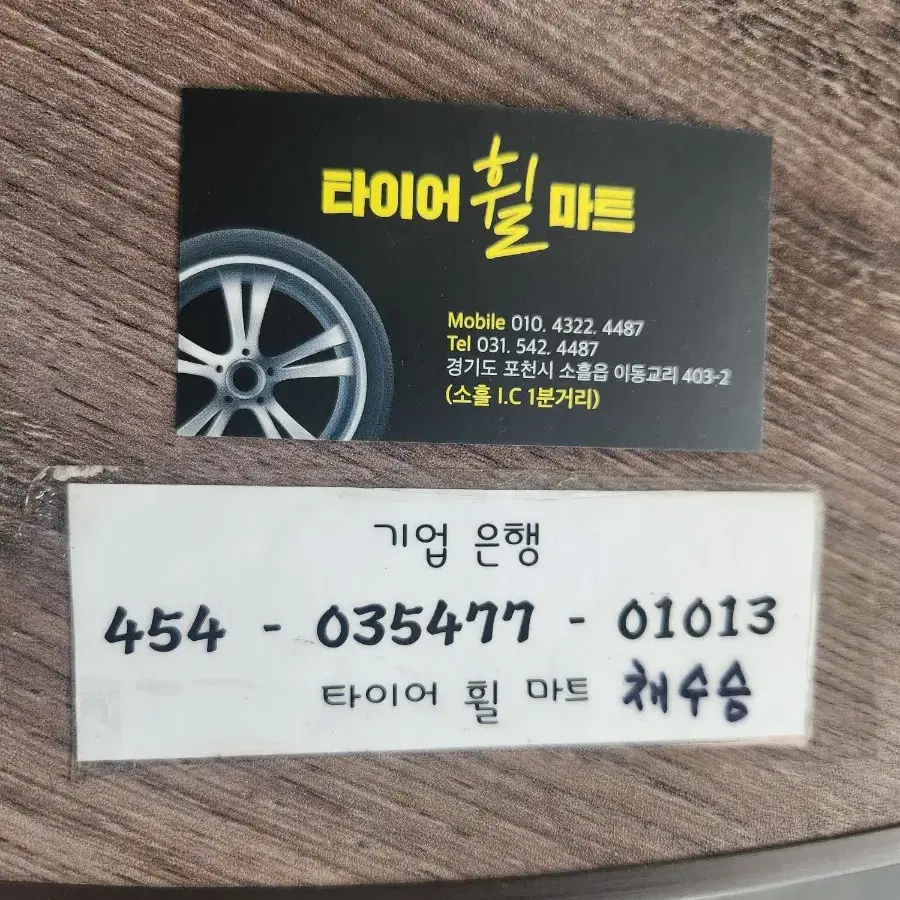 타이어 휠 마트
Mobile 010. 4322. 4487
Tel 031. 542. 4487
경기도 포천시 소흘읍 이동교리 403-2
(소흘 I.C 1분거리)
기업 은행
454 - 035477 - 01013
타이어 휠 마트 채수승